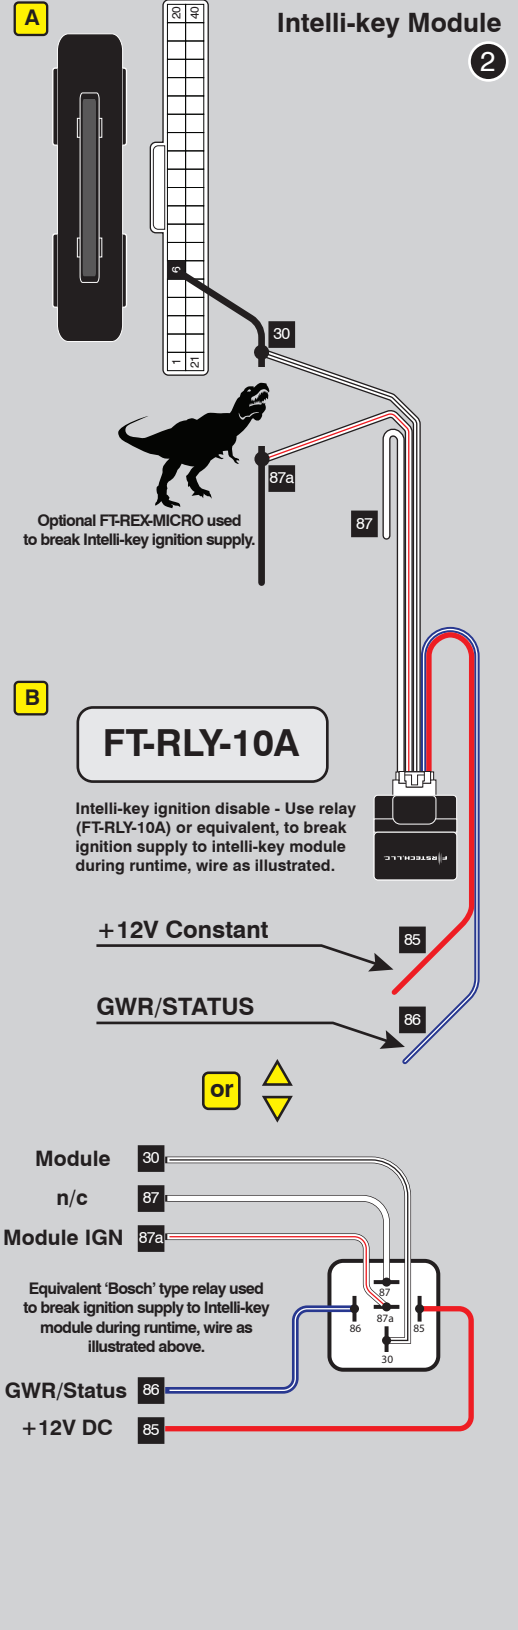 A
Intelli-key Module
2
20
40
6
1
21
30
87a
Optional FT-REX-MICRO used
to break Intelli-key ignition supply.
87
B
FT-RLY-10A
Intelli-key ignition disable - Use relay
(FT-RLY-10A) or equivalent, to break
ignition supply to intelli-key module
during runtime, wire as illustrated.
+12V Constant
85
GWR/STATUS
86
or
Module 30
n/c 87
Module IGN 87a
Equivalent ‘Bosch’ type relay used
to break ignition supply to Intelli-key
module during runtime, wire as
illustrated above.
87
87a
86
85
30
GWR/Status 86
+12V DC 85